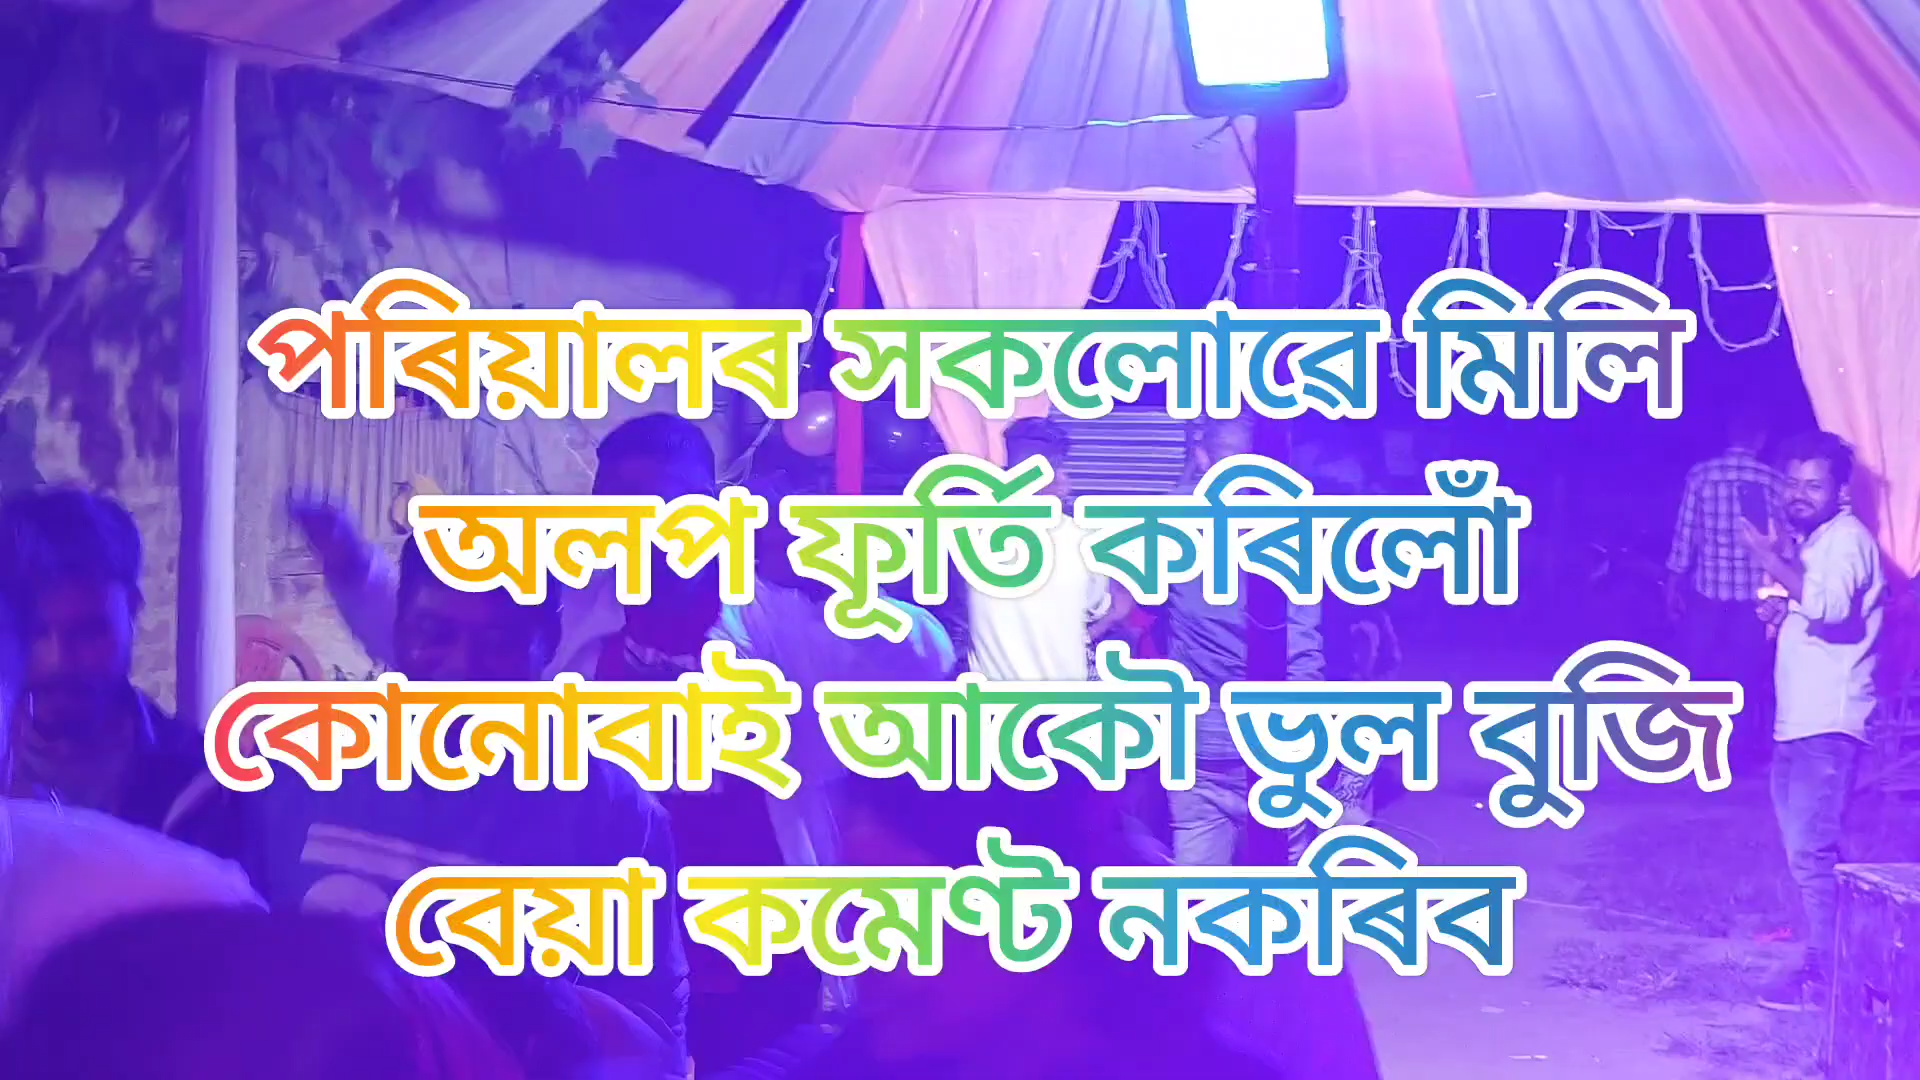 পৰিয়ালৰ সকলোৱে মিলি
অলপ ফূৰ্তি কৰিলোঁ
কোনোবাই আকৌ ভুল বুজি
বেয়া কমেণ্ট নকৰিব